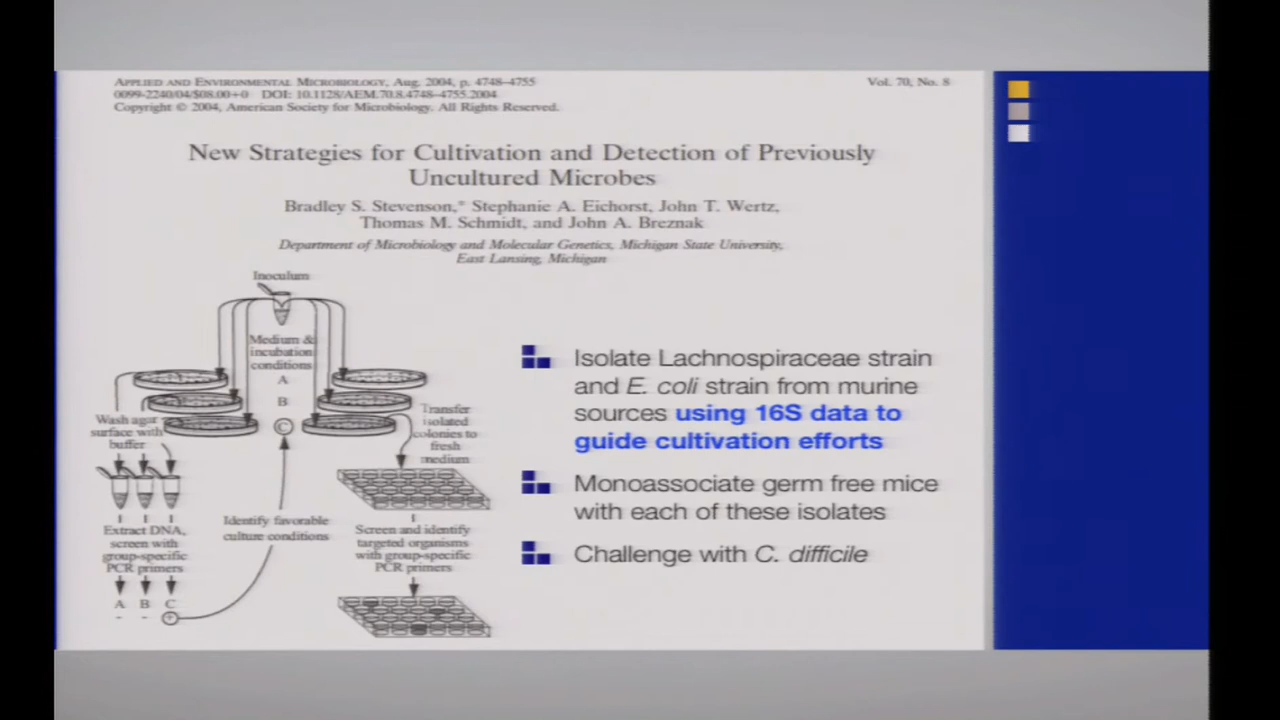 APPLIED AND ENVIRONMENTAL MICROBIOLOGY, Aug. 2004, p. 4748–4755
Vol. 70, No. 8
0099-2240/04/$08.00+0 DOI: 10.1128/AEM.70.8.4748–4755.2004
Copyright © 2004, American Society for Microbiology. All Rights Reserved.
New Strategies for Cultivation and Detection of Previously
Uncultured Microbes
Bradley S. Stevenson,* Stephanie A. Eichorst, John T. Wertz,
Thomas M. Schmidt, and John A. Breznak
Department of Microbiology and Molecular Genetics, Michigan State University,
East Lansing, Michigan
Inoculum
Medium &
incubation
conditions
A
B
C
Wash agar
surface with
buffer
Transfer
isolated
colonies to
fresh
medium
Extract DNA,
screen with
group-specific
PCR primers
Identify favorable
culture conditions
Screen and identify
targeted organisms
with group-specific
PCR primers
A B C
- - +
Isolate Lachnospiraceae strain
and E. coli strain from murine
sources using 16S data to
guide cultivation efforts
Monoassociate germ free mice
with each of these isolates
Challenge with C. difficile